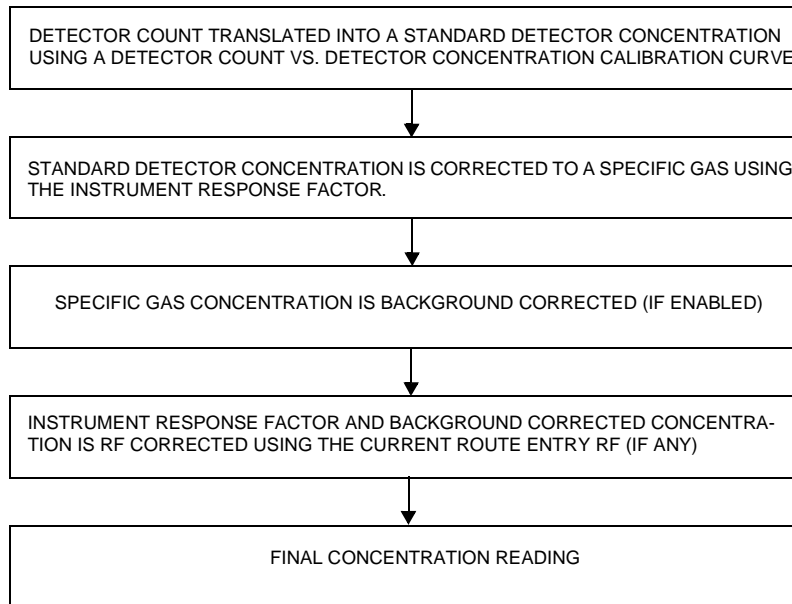 DETECTOR COUNT TRANSLATED INTO A STANDARD DETECTOR CONCENTRATION
USING A DETECTOR COUNT VS. DETECTOR CONCENTRATION CALIBRATION CURVE
STANDARD DETECTOR CONCENTRATION IS CORRECTED TO A SPECIFIC GAS USING
THE INSTRUMENT RESPONSE FACTOR.
SPECIFIC GAS CONCENTRATION IS BACKGROUND CORRECTED (IF ENABLED)
INSTRUMENT RESPONSE FACTOR AND BACKGROUND CORRECTED CONCENTRA-
TION IS RF CORRECTED USING THE CURRENT ROUTE ENTRY RF (IF ANY)
FINAL CONCENTRATION READING